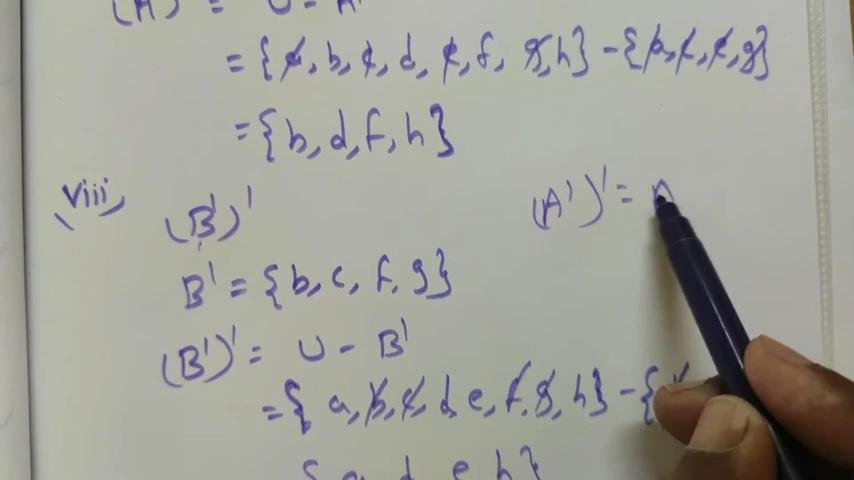 (A')' = U - A'
= {a, b, c, d, e, f, g, h} - {a, c, e, g}
= {b, d, f, h}
viii) (B')'
(A')' = A
B' = {b, c, f, g}
(B')' = U - B'
= {a, b, c, d, e, f, g, h} - {
{a, d, e, h}